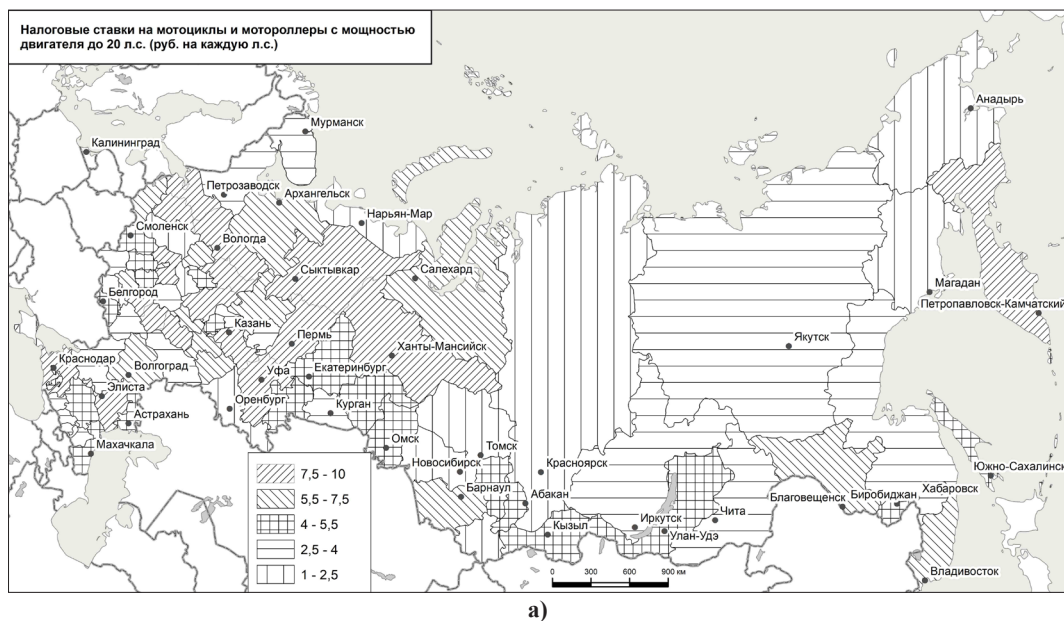 Налоговые ставки на мотоциклы и мотороллеры с мощностью
двигателя до 20 л.с. (руб. на каждую л.с.)
Анадырь
Мурманск
Калининград
Петрозаводск
Архангельск
Нарьян-Мар
Смоленск
Вологда
Сыктывкар
Салехард
Белгород
Магадан
Петропавловск-Камчатский
Казань
Пермь
Якутск
Ханты-Мансийск
Краснодар
Волгоград
Уфа
Екатеринбург
Элиста
Оренбург
Курган
Астрахань
Махачкала
Омск
Томск
Новосибирск
Красноярск
Южно-Сахалинск
Барнаул
Абакан
Благовещенск
Биробиджан
Хабаровск
Кызыл
Иркутск
Чита
Улан-Удэ
Владивосток
7,5 - 10
5,5 - 7,5
4 - 5,5
2,5 - 4
1 - 2,5
0 300 600 900 км
а)